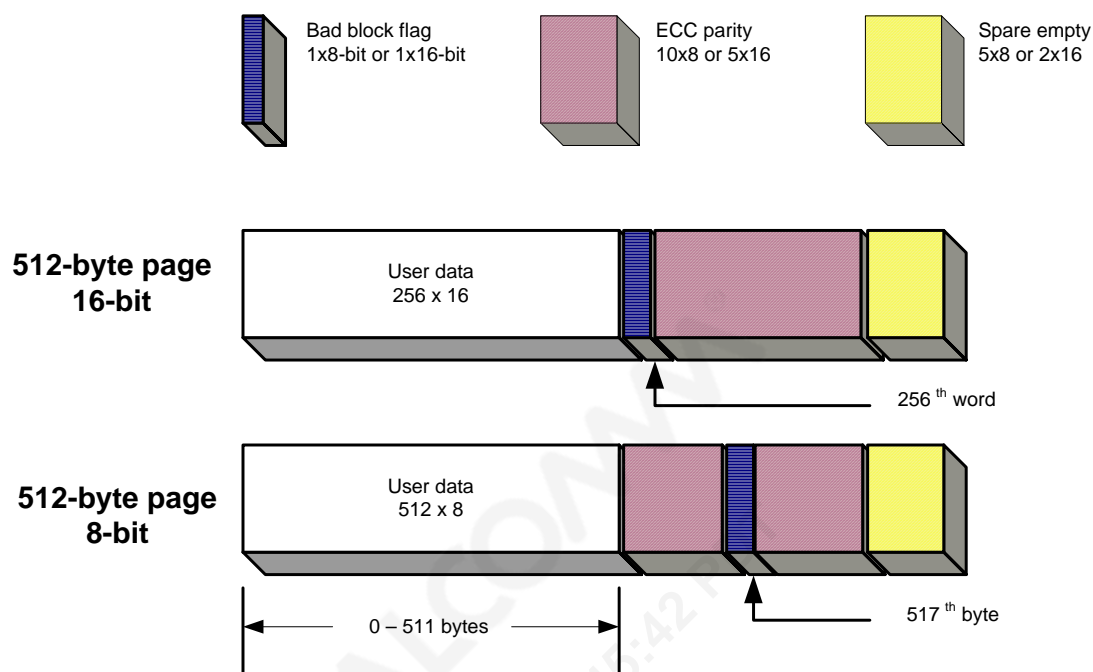 Bad block flag
1x8-bit or 1x16-bit
ECC parity
10x8 or 5x16
Spare empty
5x8 or 2x16
512-byte page
16-bit
User data
256 x 16
256 th word
512-byte page
8-bit
User data
512 x 8
517 th byte
0 – 511 bytes